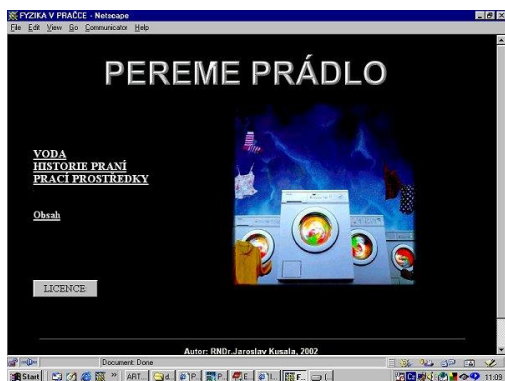 FYZIKA V PRAČCE - Netscape
File Edit View Go Communicator Help
PEREME PRÁDLO
VODA
HISTORIE PRANÍ
PRACÍ PROSTŘEDKY
Obsah
LICENCE
Autor: RNDr.Jaroslav Kusala, 2002
Document: Done
Start
ART...
11:09